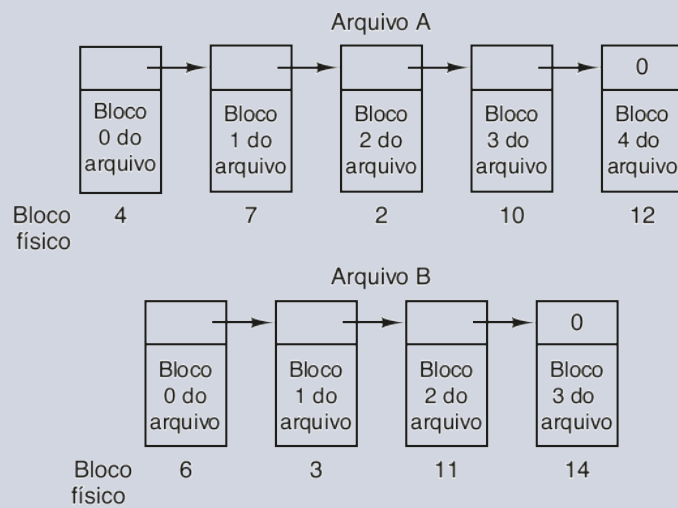 Arquivo A
0
Bloco Bloco Bloco Bloco Bloco
0 do 1 do 2 do 3 do 4 do
arquivo arquivo arquivo arquivo arquivo
Bloco 4 7 2 10 12
físico
Arquivo B
0
Bloco Bloco Bloco Bloco
0 do 1 do 2 do 3 do
arquivo arquivo arquivo arquivo
Bloco 6 3 11 14
físico